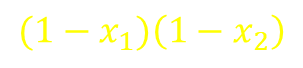 (1 − x₁)(1 − x₂)